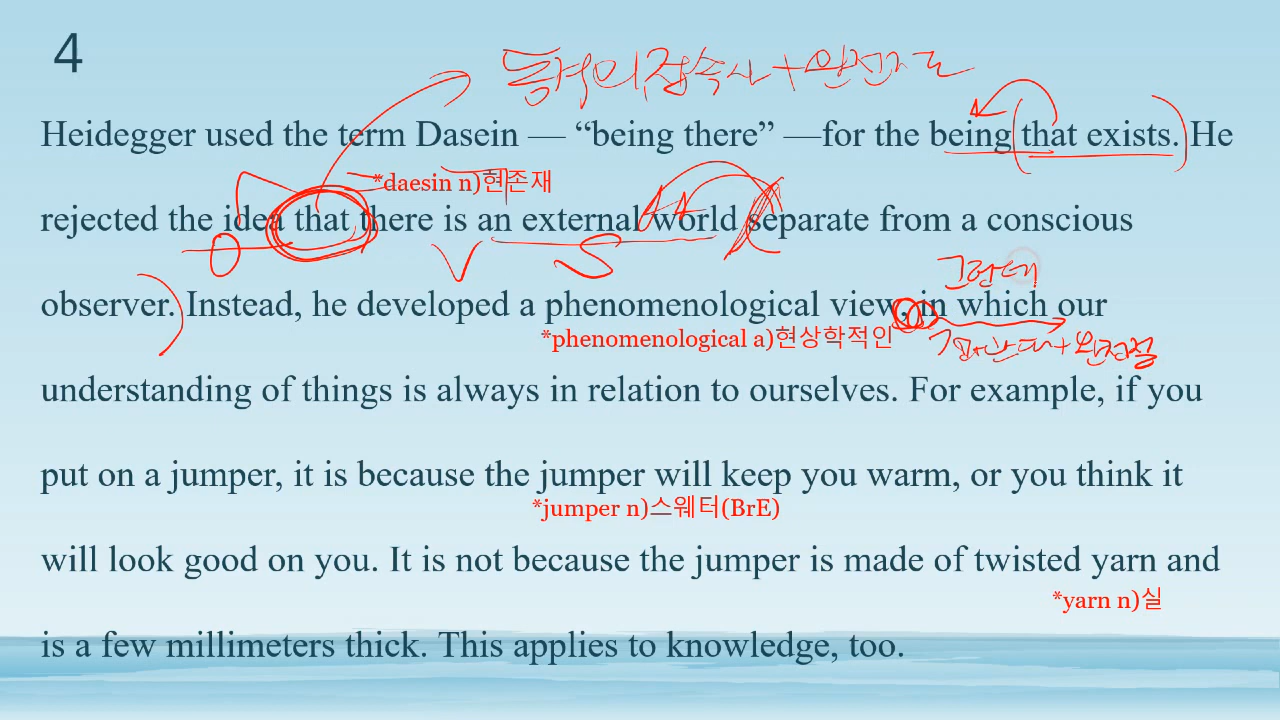 4
동격의 접속사 + 완전
Heidegger used the term Dasein — “being there” —for the being that exists. He
*daesin n)현존재
rejected the idea that there is an external world separate from a conscious
O V S
그런데
observer. Instead, he developed a phenomenological view, in which our
*phenomenological a)현상학적인
+ 완전절
understanding of things is always in relation to ourselves. For example, if you
put on a jumper, it is because the jumper will keep you warm, or you think it
*jumper n)스웨터(BrE)
will look good on you. It is not because the jumper is made of twisted yarn and
*yarn n)실
is a few millimeters thick. This applies to knowledge, too.